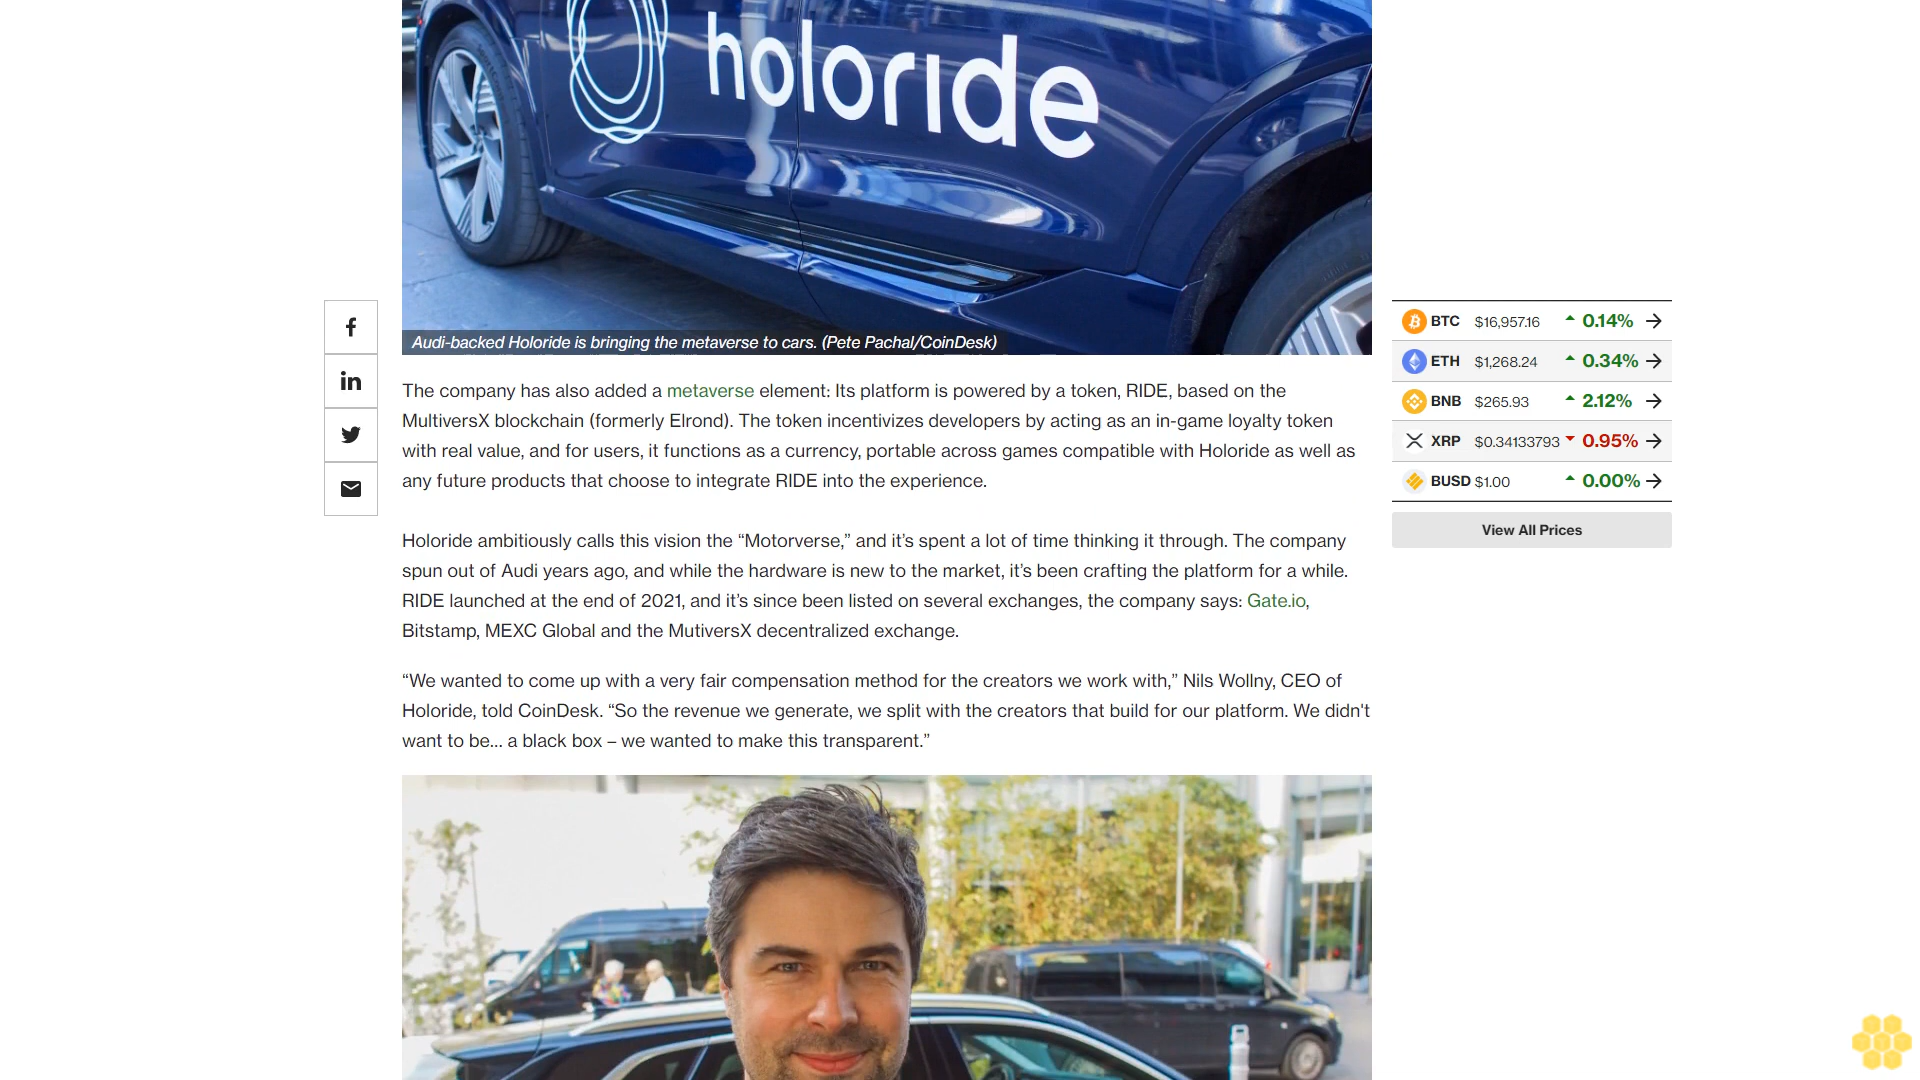 holoride
Audi-backed Holoride is bringing the metaverse to cars. (Pete Pachal/CoinDesk)
The company has also added a metaverse element: Its platform is powered by a token, RIDE, based on the
MultiversX blockchain (formerly Elrond). The token incentivizes developers by acting as an in-game loyalty token
with real value, and for users, it functions as a currency, portable across games compatible with Holoride as well as
any future products that choose to integrate RIDE into the experience.
Holoride ambitiously calls this vision the “Motorverse,” and it’s spent a lot of time thinking it through. The company
spun out of Audi years ago, and while the hardware is new to the market, it’s been crafting the platform for a while.
RIDE launched at the end of 2021, and it’s since been listed on several exchanges, the company says: Gate.io,
Bitstamp, MEXC Global and the MutiversX decentralized exchange.
“We wanted to come up with a very fair compensation method for the creators we work with,” Nils Wollny, CEO of
Holoride, told CoinDesk. “So the revenue we generate, we split with the creators that build for our platform. We didn't
want to be... a black box – we wanted to make this transparent.”
BTC $16,957.16 0.14%
ETH $1,268.24 0.34%
BNB $265.93 2.12%
XRP $0.34133793 0.95%
BUSD $1.00 0.00%
View All Prices